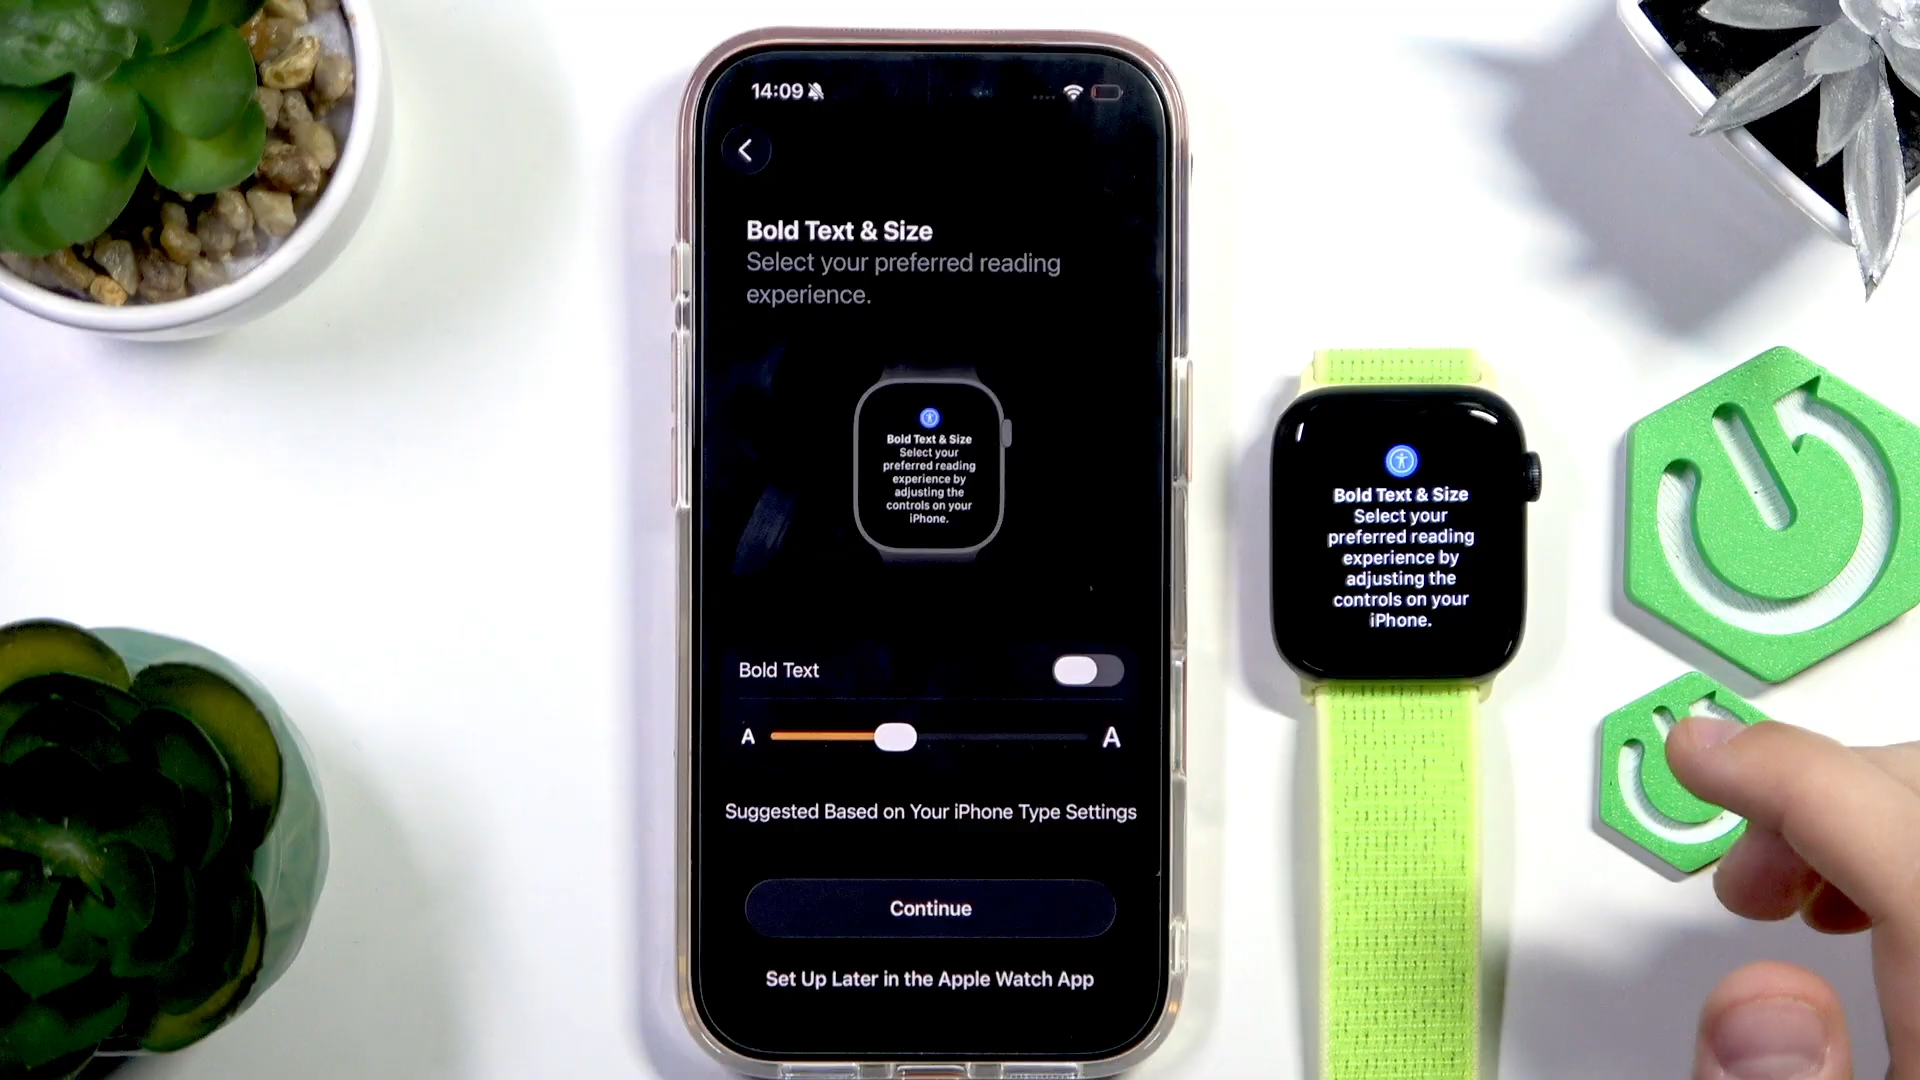 14:09
Bold Text & Size
Select your preferred reading
experience.
Bold Text & Size
Select your
preferred reading
experience by
adjusting the
controls on your
iPhone.
Bold Text
A A
Suggested Based on Your iPhone Type Settings
Continue
Set Up Later in the Apple Watch App
Bold Text & Size
Select your
preferred reading
experience by
adjusting the
controls on your
iPhone.